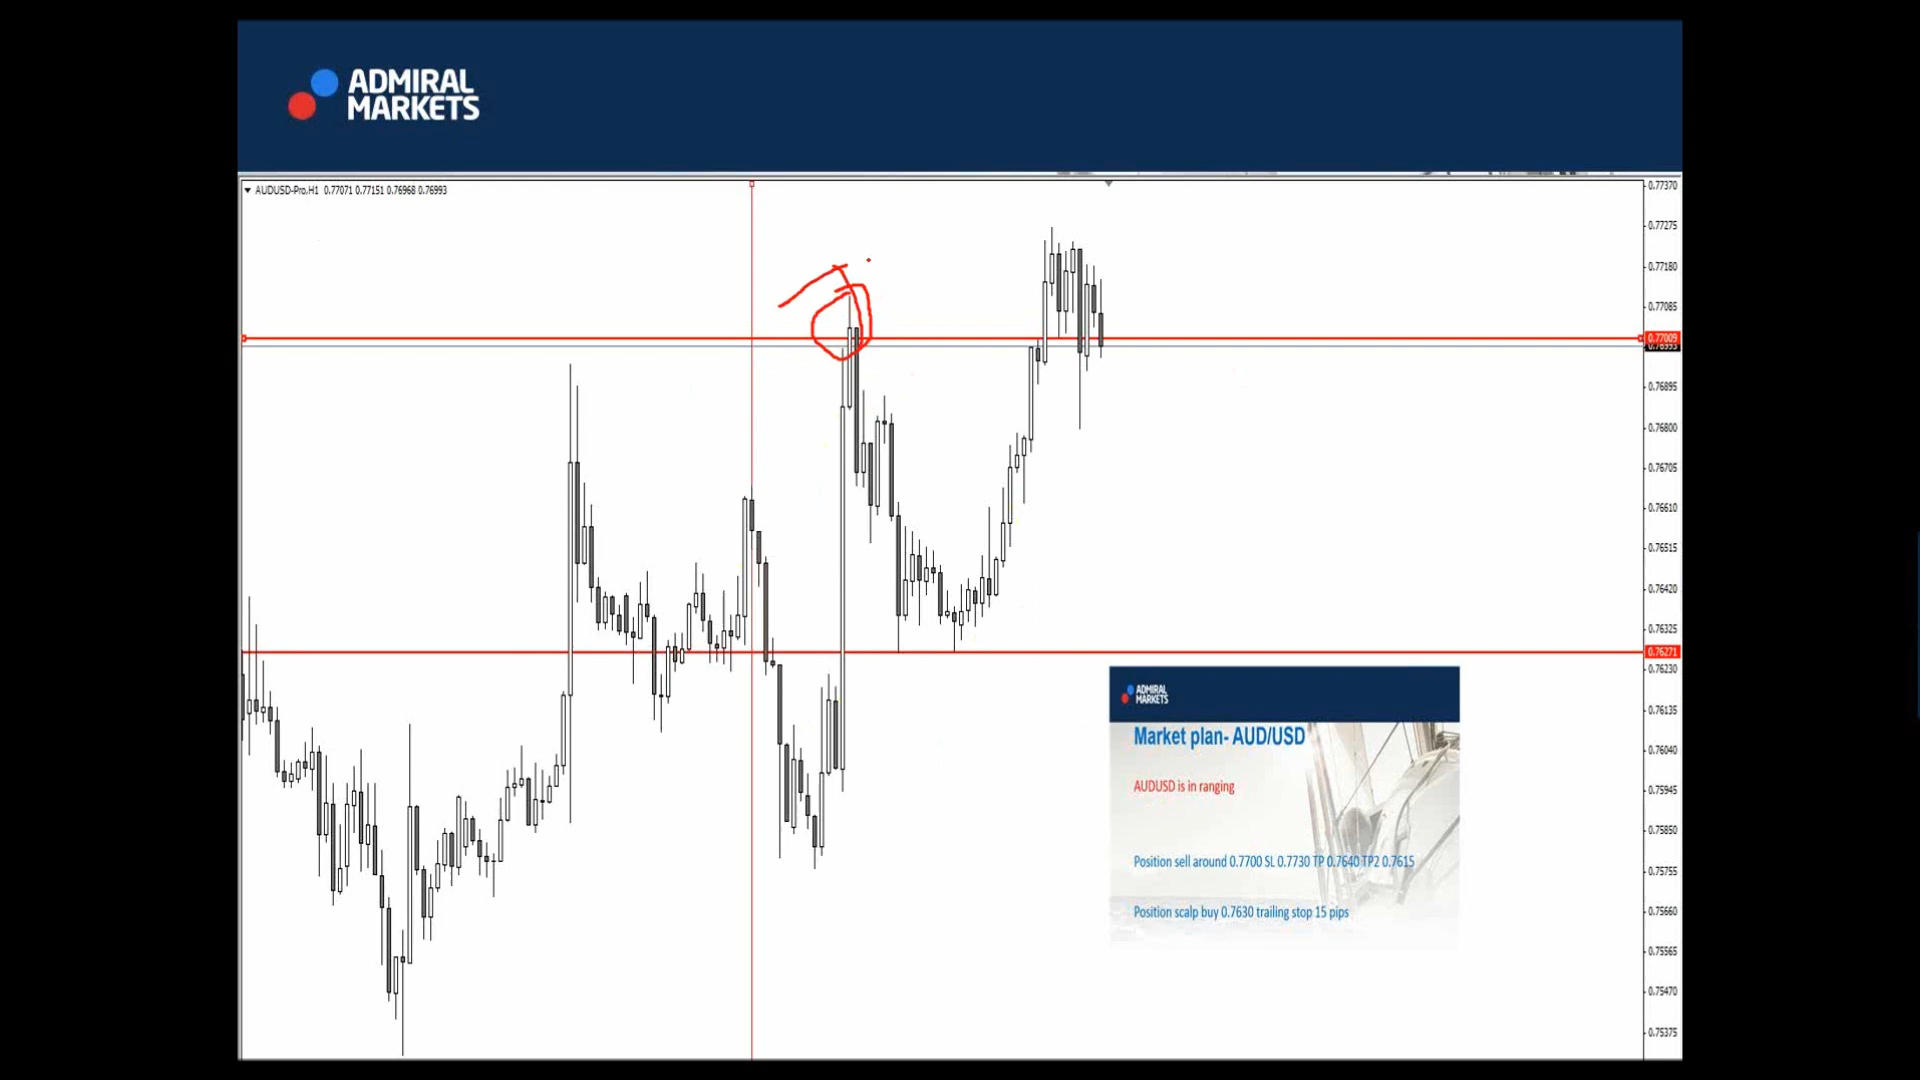 ADMIRAL
MARKETS
AUDUSD-Pro,H1 0.77071 0.77151 0.76968 0.76993
0.77370
0.77275
0.77180
0.77085
0.77009
0.76895
0.76800
0.76705
0.76610
0.76515
0.76420
0.76325
0.76271
0.76230
0.76135
0.76040
0.75945
0.75850
0.75755
0.75660
0.75565
0.75470
0.75375
ADMIRAL
MARKETS
Market plan- AUD/USD
AUDUSD is in ranging
Position sell around 0.7700 SL 0.7730 TP 0.7640 TP2 0.7615
Position scalp buy 0.7630 trailing stop 15 pips